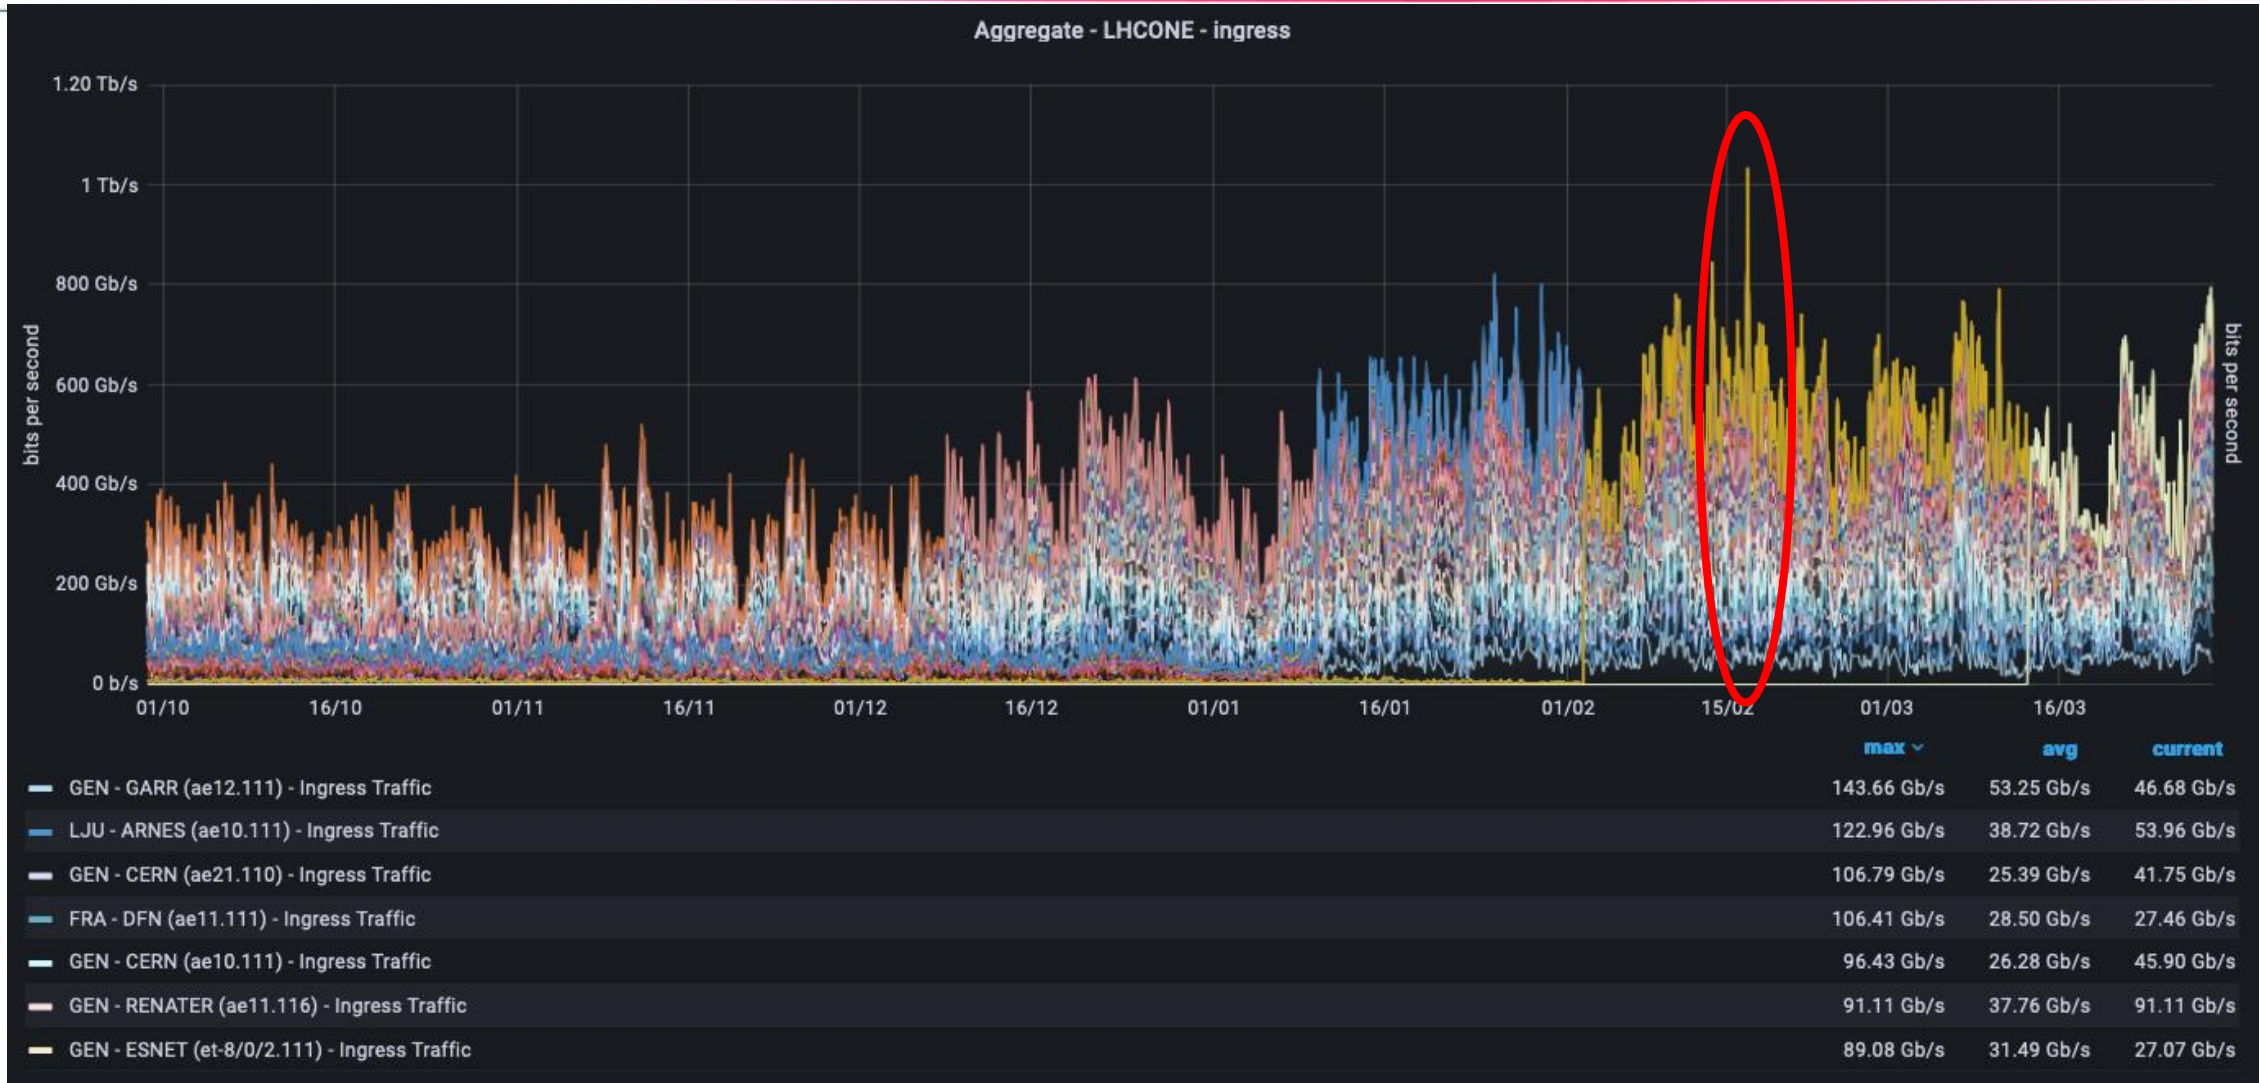 Aggregate - LHCONE - ingress
1.20 Tb/s
1 Tb/s
800 Gb/s
600 Gb/s
400 Gb/s
200 Gb/s
0 b/s
bits per second
bits per second
01/10 16/10 01/11 16/11 01/12 16/12 01/01 16/01 01/02 15/02 01/03 16/03
max avg current
GEN - GARR (ae12.111) - Ingress Traffic 143.66 Gb/s 53.25 Gb/s 46.68 Gb/s
LJU - ARNES (ae10.111) - Ingress Traffic 122.96 Gb/s 38.72 Gb/s 53.96 Gb/s
GEN - CERN (ae21.110) - Ingress Traffic 106.79 Gb/s 25.39 Gb/s 41.75 Gb/s
FRA - DFN (ae11.111) - Ingress Traffic 106.41 Gb/s 28.50 Gb/s 27.46 Gb/s
GEN - CERN (ae10.111) - Ingress Traffic 96.43 Gb/s 26.28 Gb/s 45.90 Gb/s
GEN - RENATER (ae11.116) - Ingress Traffic 91.11 Gb/s 37.76 Gb/s 91.11 Gb/s
GEN - ESNET (et-8/0/2.111) - Ingress Traffic 89.08 Gb/s 31.49 Gb/s 27.07 Gb/s